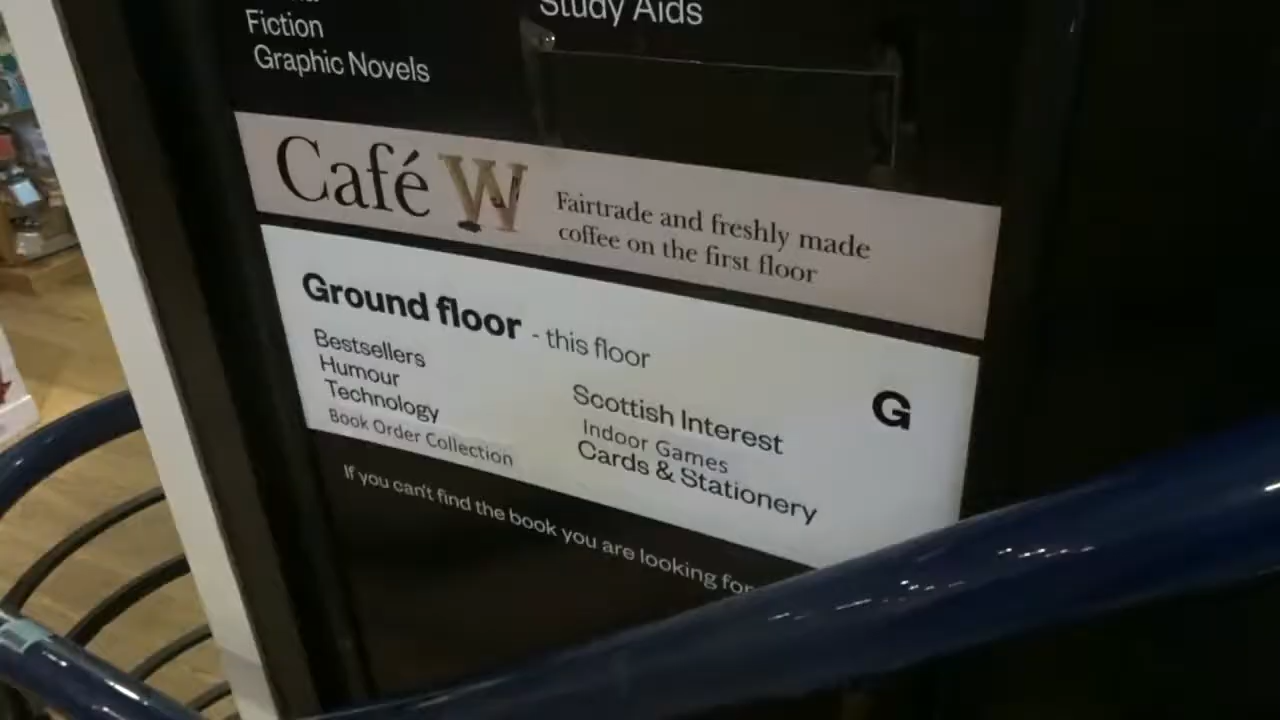 Fiction
Graphic Novels
Study Aids
Café W
Fairtrade and freshly made
coffee on the first floor
Ground floor - this floor
Bestsellers
Humour
Technology
Book Order Collection
Scottish Interest
Indoor Games
Cards & Stationery
G
If you can't find the book you are looking for